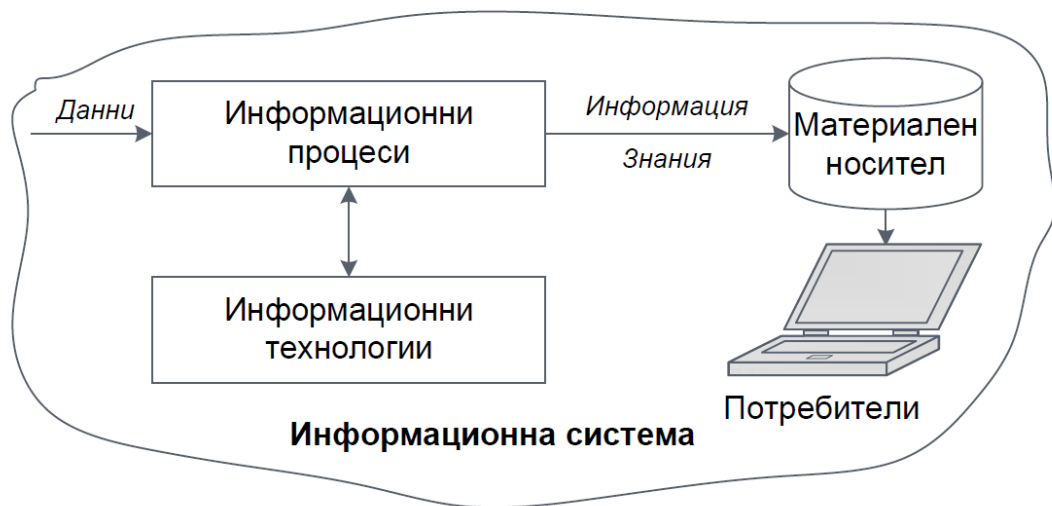 Данни
Информационни
процеси
Информация
Знания
Материален
носител
Информационни
технологии
Потребители
Информационна система